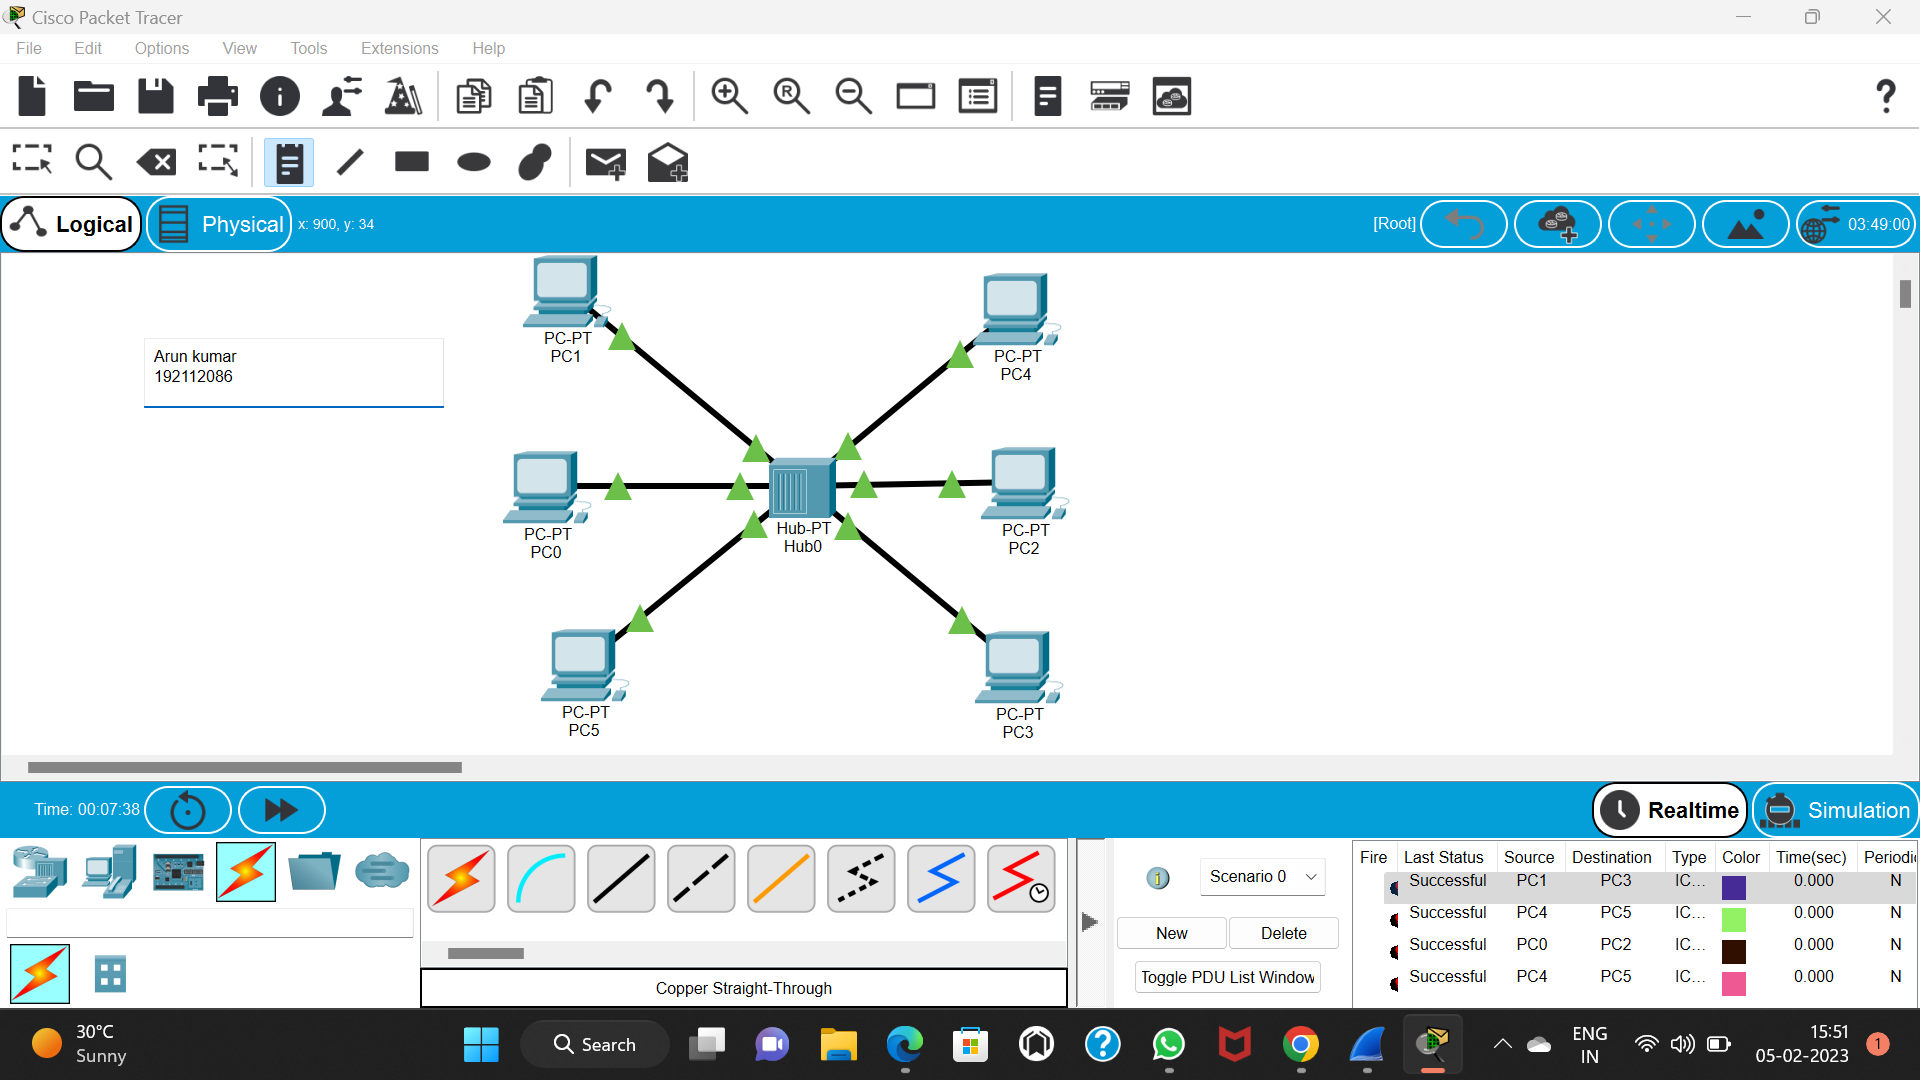 Cisco Packet Tracer
File Edit Options View Tools Extensions Help
Logical Physical x: 900, y: 34 [Root] 03:49:00
Arun kumar
192112086
PC-PT
PC1
PC-PT
PC4
PC-PT
PC0
Hub-PT
Hub0
PC-PT
PC2
PC-PT
PC5
PC-PT
PC3
Time: 00:07:38 Realtime Simulation
Scenario 0
New Delete
Toggle PDU List Window
Copper Straight-Through
Fire Last Status Source Destination Type Color Time(sec) Periodic
Successful PC1 PC3 IC... 0.000 N
Successful PC4 PC5 IC... 0.000 N
Successful PC0 PC2 IC... 0.000 N
Successful PC4 PC5 IC... 0.000 N
30°C
Sunny
Search
ENG
IN
15:51
05-02-2023
1